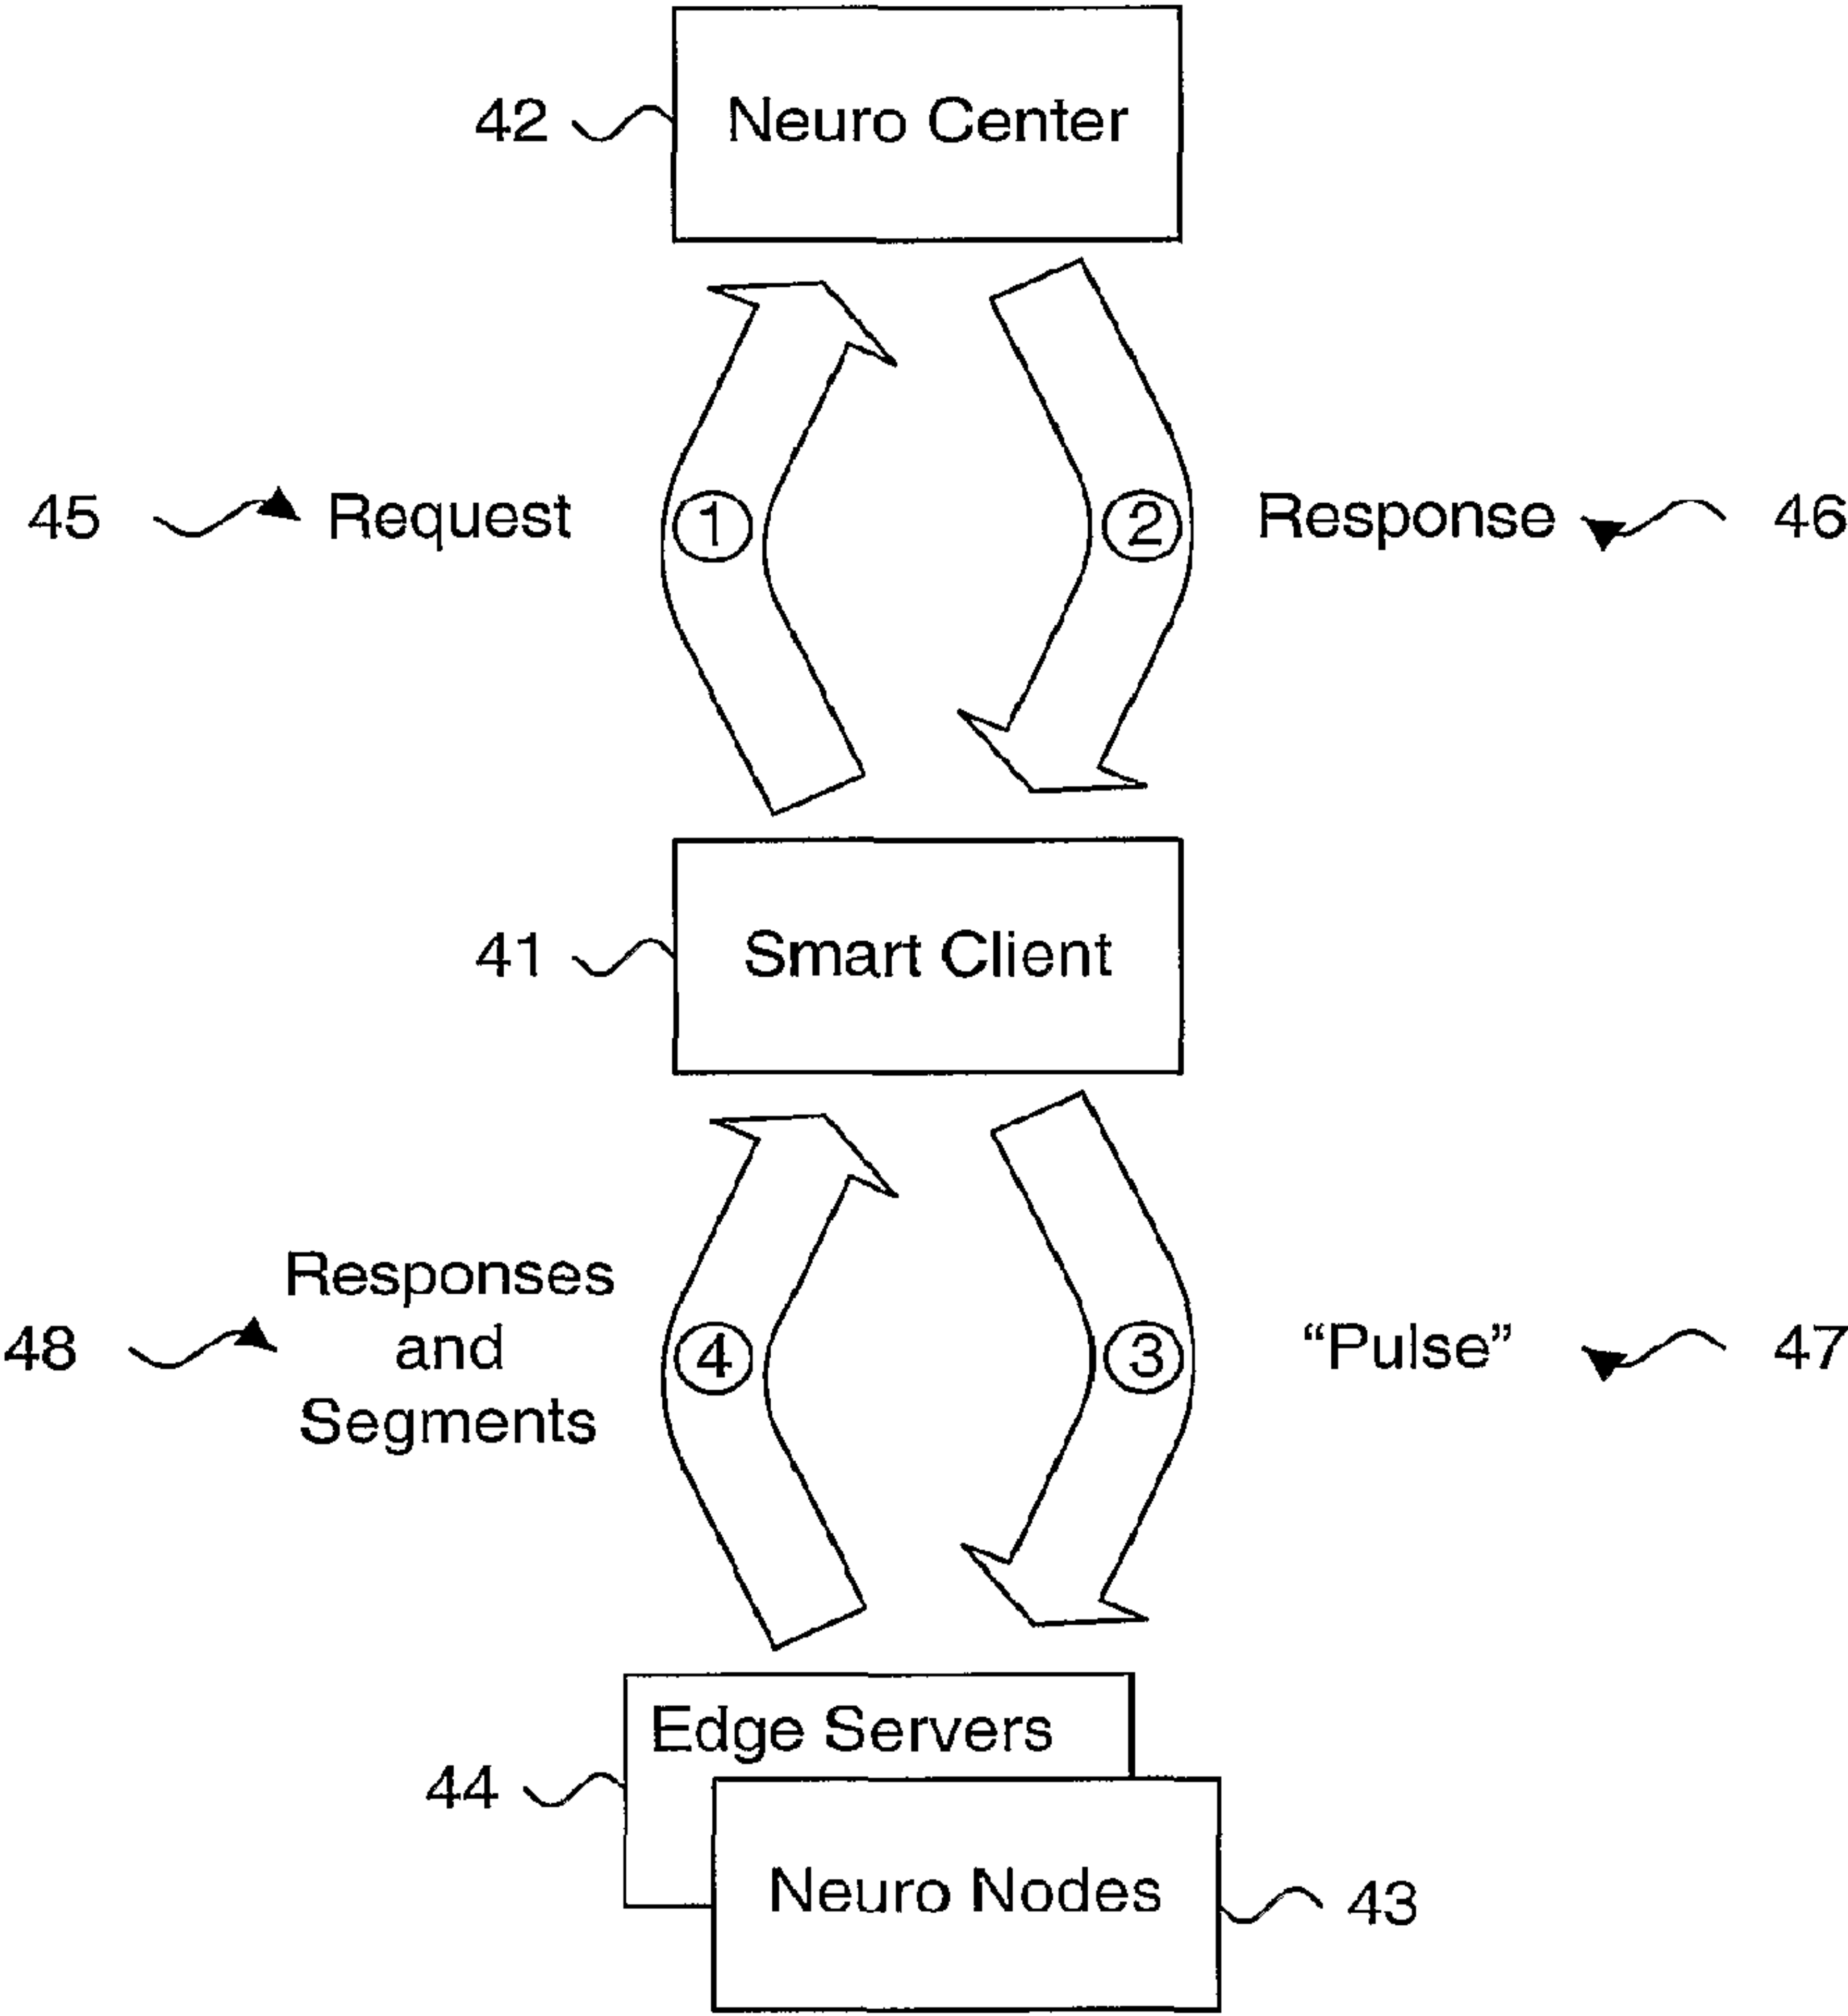 42
Neuro Center
45
Request
1
2
Response
46
41
Smart Client
48
Responses
and
Segments
4
3
“Pulse”
47
Edge Servers
44
Neuro Nodes
43